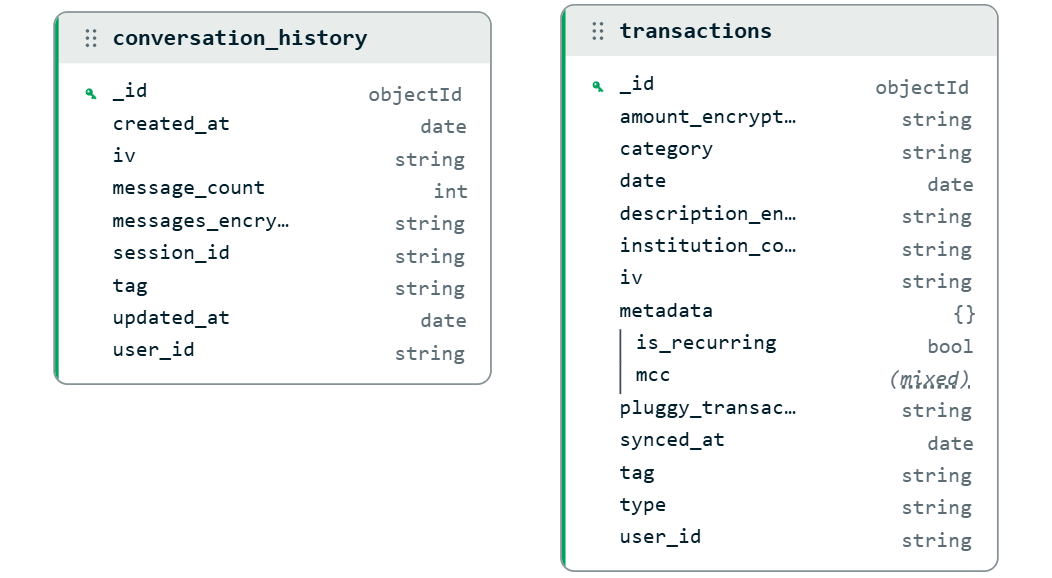 conversation_history
_id objectId
created_at date
iv string
message_count int
messages_encry… string
session_id string
tag string
updated_at date
user_id string
transactions
_id objectId
amount_encrypt… string
category string
date date
description_en… string
institution_co… string
iv string
metadata {}
is_recurring bool
mcc (mixed)
pluggy_transac… string
synced_at date
tag string
type string
user_id string